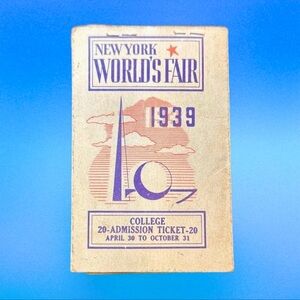 NEW YORK
WORLD'S FAIR
1939
COLLEGE
20-ADMISSION TICKET-20
APRIL 30 TO OCTOBER 31